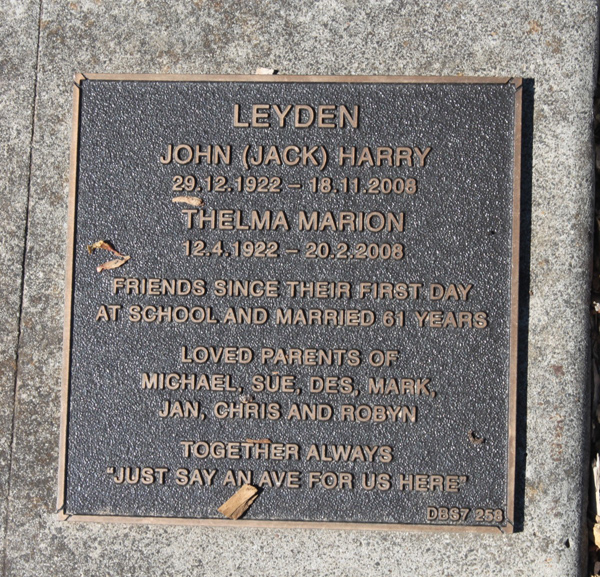 LEYDEN
JOHN (JACK) HARRY
29.12.1922 – 18.11.2008
THELMA MARION
12.4.1922 – 20.2.2008
FRIENDS SINCE THEIR FIRST DAY
AT SCHOOL AND MARRIED 61 YEARS
LOVED PARENTS OF
MICHAEL, SUE, DES, MARK,
JAN, CHRIS AND ROBYN
TOGETHER ALWAYS
"JUST SAY AN AVE FOR US HERE"
DBS7 258